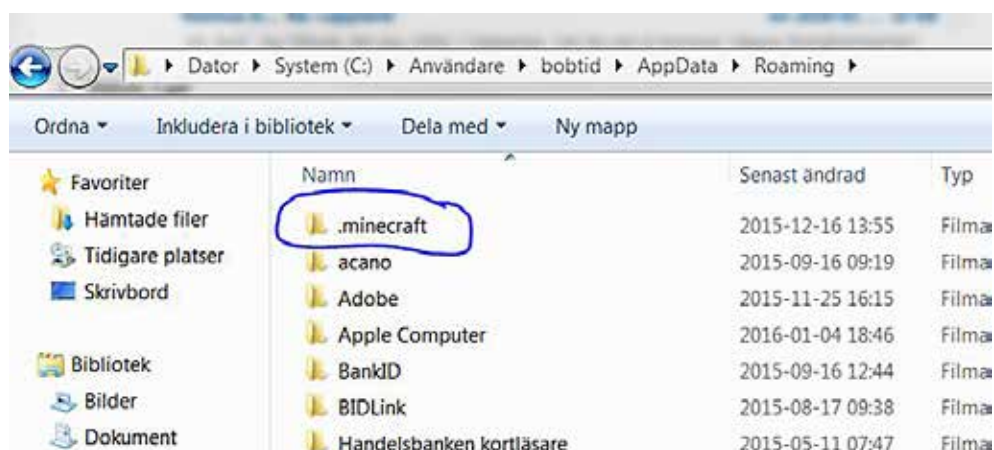 Dator ▸ System (C:) ▸ Användare ▸ bobtid ▸ AppData ▸ Roaming ▸
Ordna Inkludera i bibliotek Dela med Ny mapp
Namn Senast ändrad Typ
Favoriter
Hämtade filer
Tidigare platser
Skrivbord
Bibliotek
Bilder
Dokument
.minecraft 2015-12-16 13:55
acano 2015-09-16 09:19
Adobe 2015-11-25 16:15
Apple Computer 2016-01-04 18:46
BankID 2015-09-16 12:44
BIDLink 2015-08-17 09:38
Handelsbanken kortläsare 2015-05-11 07:47